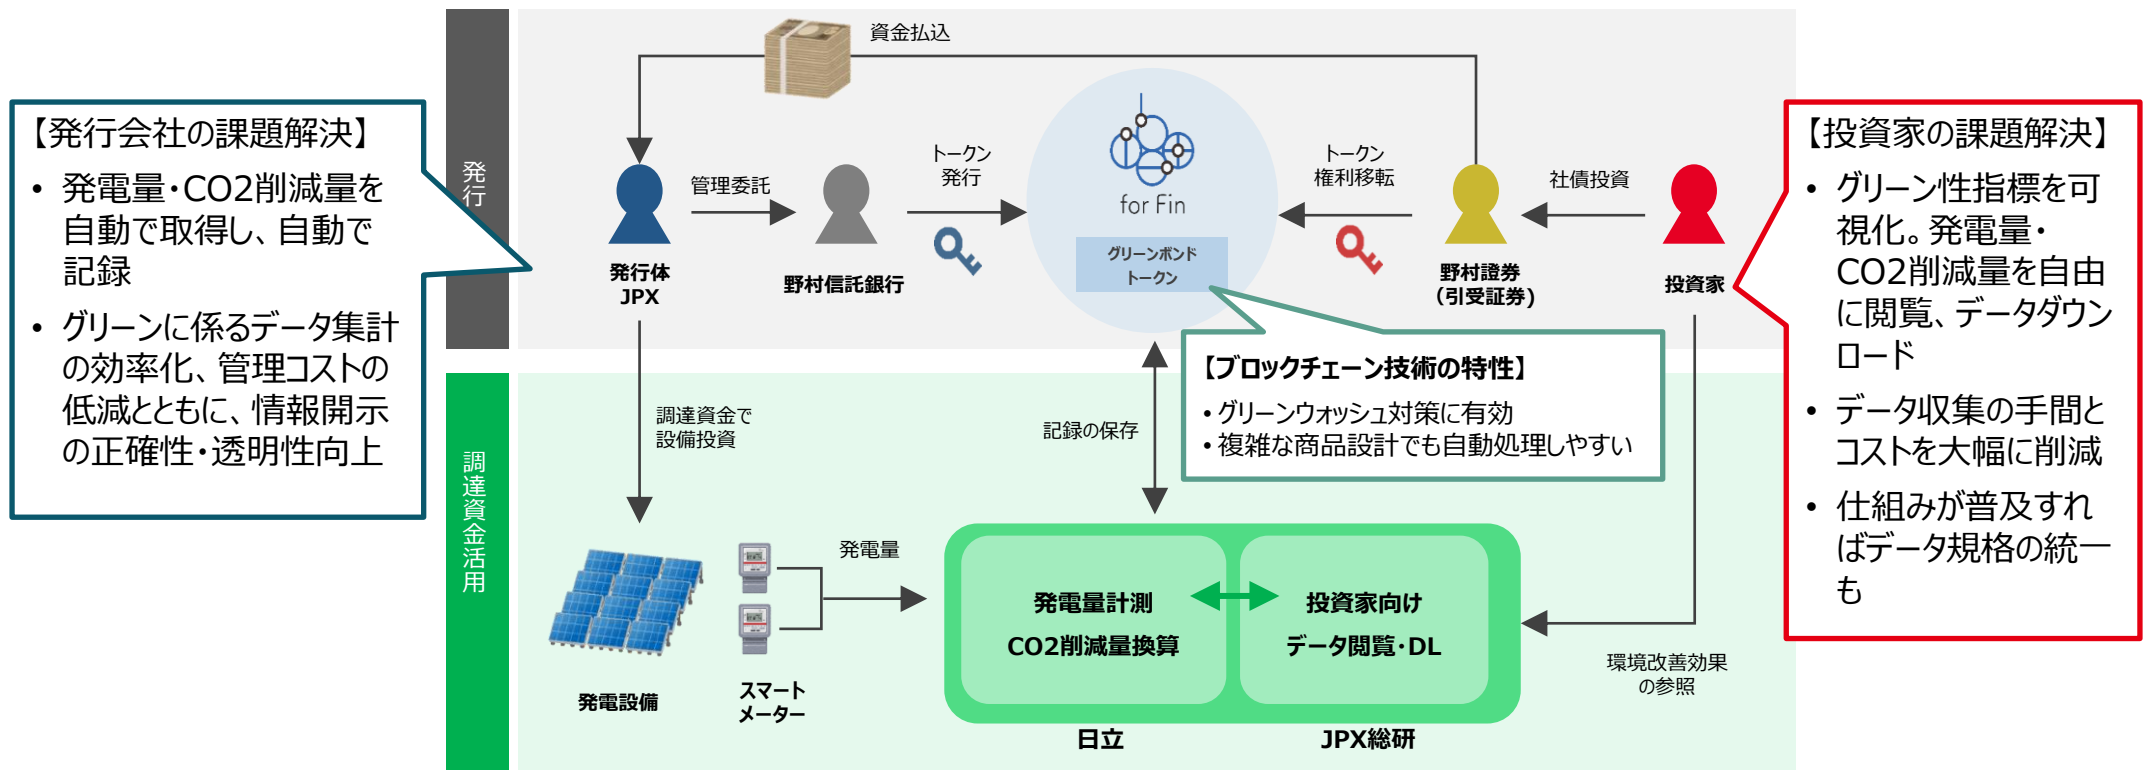 【発行会社の課題解決】
• 発電量・CO2削減量を
自動で取得し、自動で
記録
• グリーンに係るデータ集計
の効率化、管理コストの
低減とともに、情報開示
の正確性・透明性向上
発行
資金払込
発行体
JPX
管理委託
野村信託銀行
トークン
発行
for Fin
グリーンボンド
トークン
トークン
権利移転
野村證券
（引受証券)
社債投資
投資家
【投資家の課題解決】
• グリーン性指標を可
視化。発電量・
CO2削減量を自由
に閲覧、データダウン
ロード
• データ収集の手間と
コストを大幅に削減
• 仕組みが普及すれ
ばデータ規格の統一
も
【ブロックチェーン技術の特性】
• グリーンウォッシュ対策に有効
• 複雑な商品設計でも自動処理しやすい
調達資金活用
調達資金で
設備投資
記録の保存
発電設備
スマート
メーター
発電量
発電量計測
CO2削減量換算
投資家向け
データ閲覧・DL
日立
JPX総研
環境改善効果
の参照